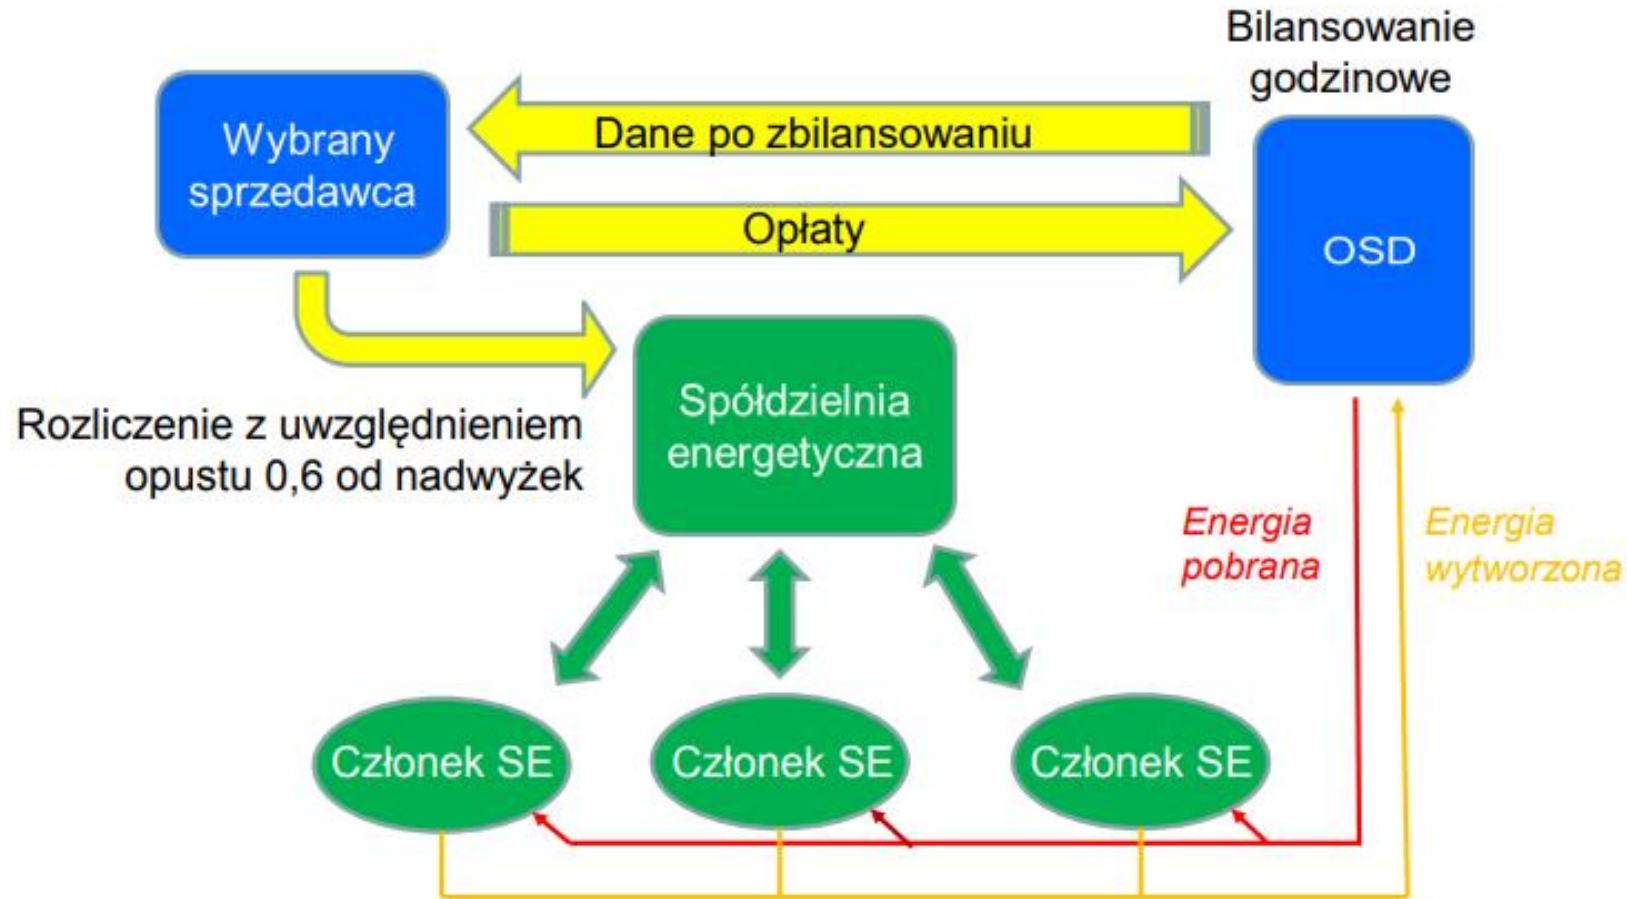 Bilansowanie
godzinowe
Wybrany
sprzedawca
Dane po zbilansowaniu
Opłaty
OSD
Spółdzielnia
energetyczna
Rozliczenie z uwzględnieniem
opustu 0,6 od nadwyżek
Energia
pobrana
Energia
wytworzona
Członek SE
Członek SE
Członek SE